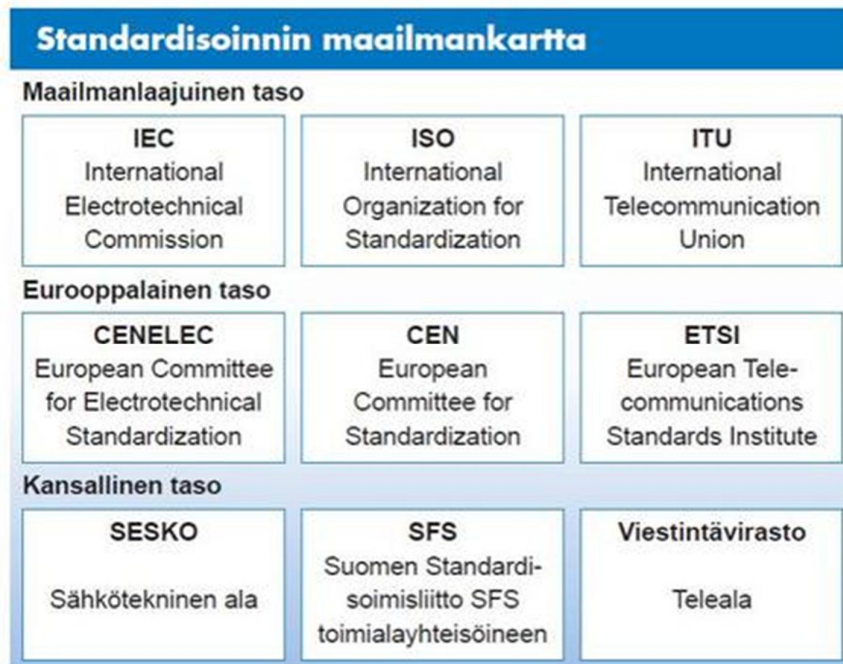 Standardisoinnin maailmankartta
Maailmanlaajuinen taso
IEC
International
Electrotechnical
Commission
ISO
International
Organization for
Standardization
ITU
International
Telecommunication
Union
Eurooppalainen taso
CENELEC
European Committee
for Electrotechnical
Standardization
CEN
European
Committee for
Standardization
ETSI
European Tele-
communications
Standards Institute
Kansallinen taso
SESKO
Sähkötekninen ala
SFS
Suomen Standardi-
soimisliitto SFS
toimialayhteisöineen
Viestintävirasto
Teleala